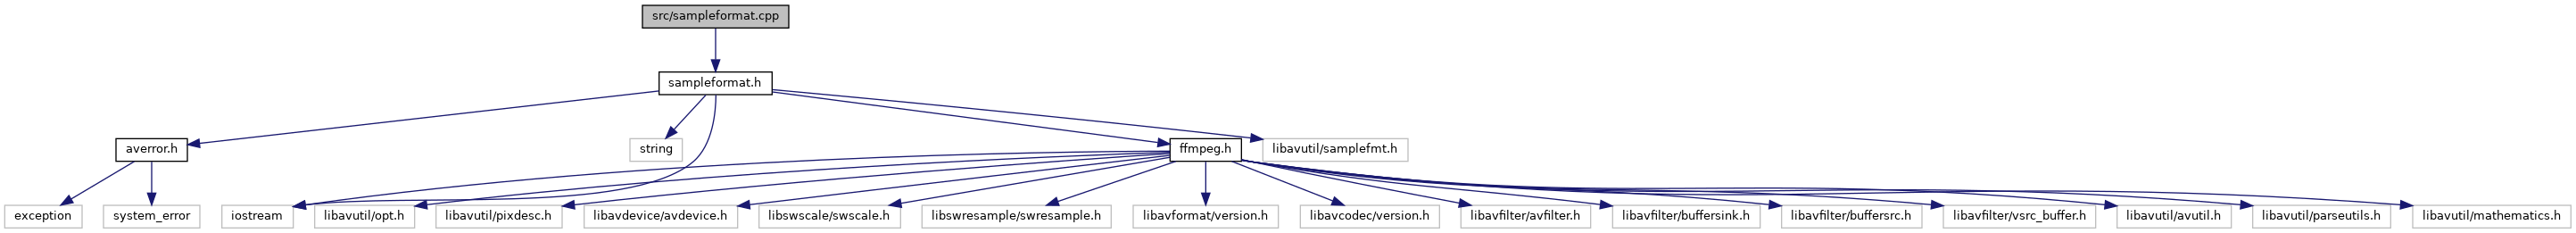 src/sampleformat.cpp
sampleformat.h
averror.h
string
ffmpeg.h
libavutil/samplefmt.h
exception
system_error
iostream
libavutil/opt.h
libavutil/pixdesc.h
libavdevice/avdevice.h
libswscale/swscale.h
libswresample/swresample.h
libavformat/version.h
libavcodec/version.h
libavfilter/avfilter.h
libavfilter/buffersink.h
libavfilter/buffersrc.h
libavfilter/vsrc_buffer.h
libavutil/avutil.h
libavutil/parseutils.h
libavutil/mathematics.h